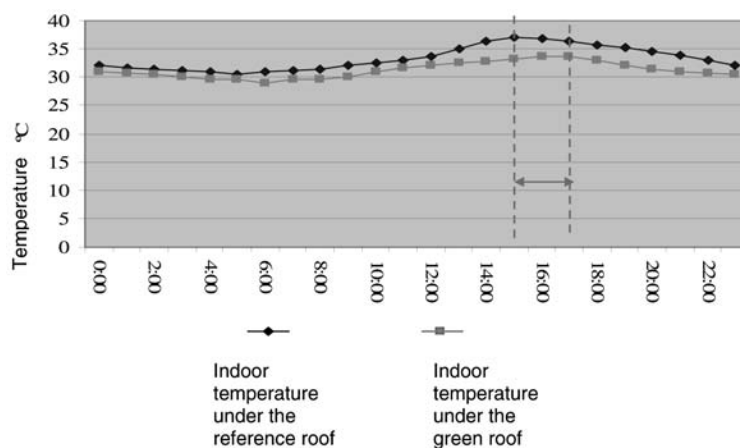 40
35
30
25
20
15
10
5
0
Temperature °C
0:00
2:00
4:00
6:00
8:00
10:00
12:00
14:00
16:00
18:00
20:00
22:00
Indoor
temperature
under the
reference roof
Indoor
temperature
under the
green roof